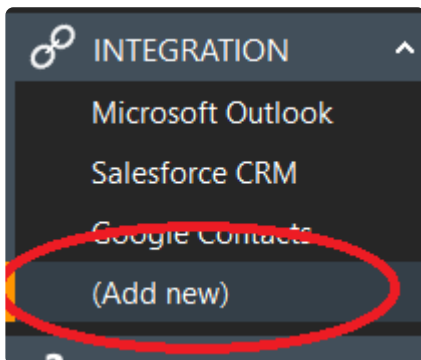 INTEGRATION
Microsoft Outlook
Salesforce CRM
Google Contacts
(Add new)